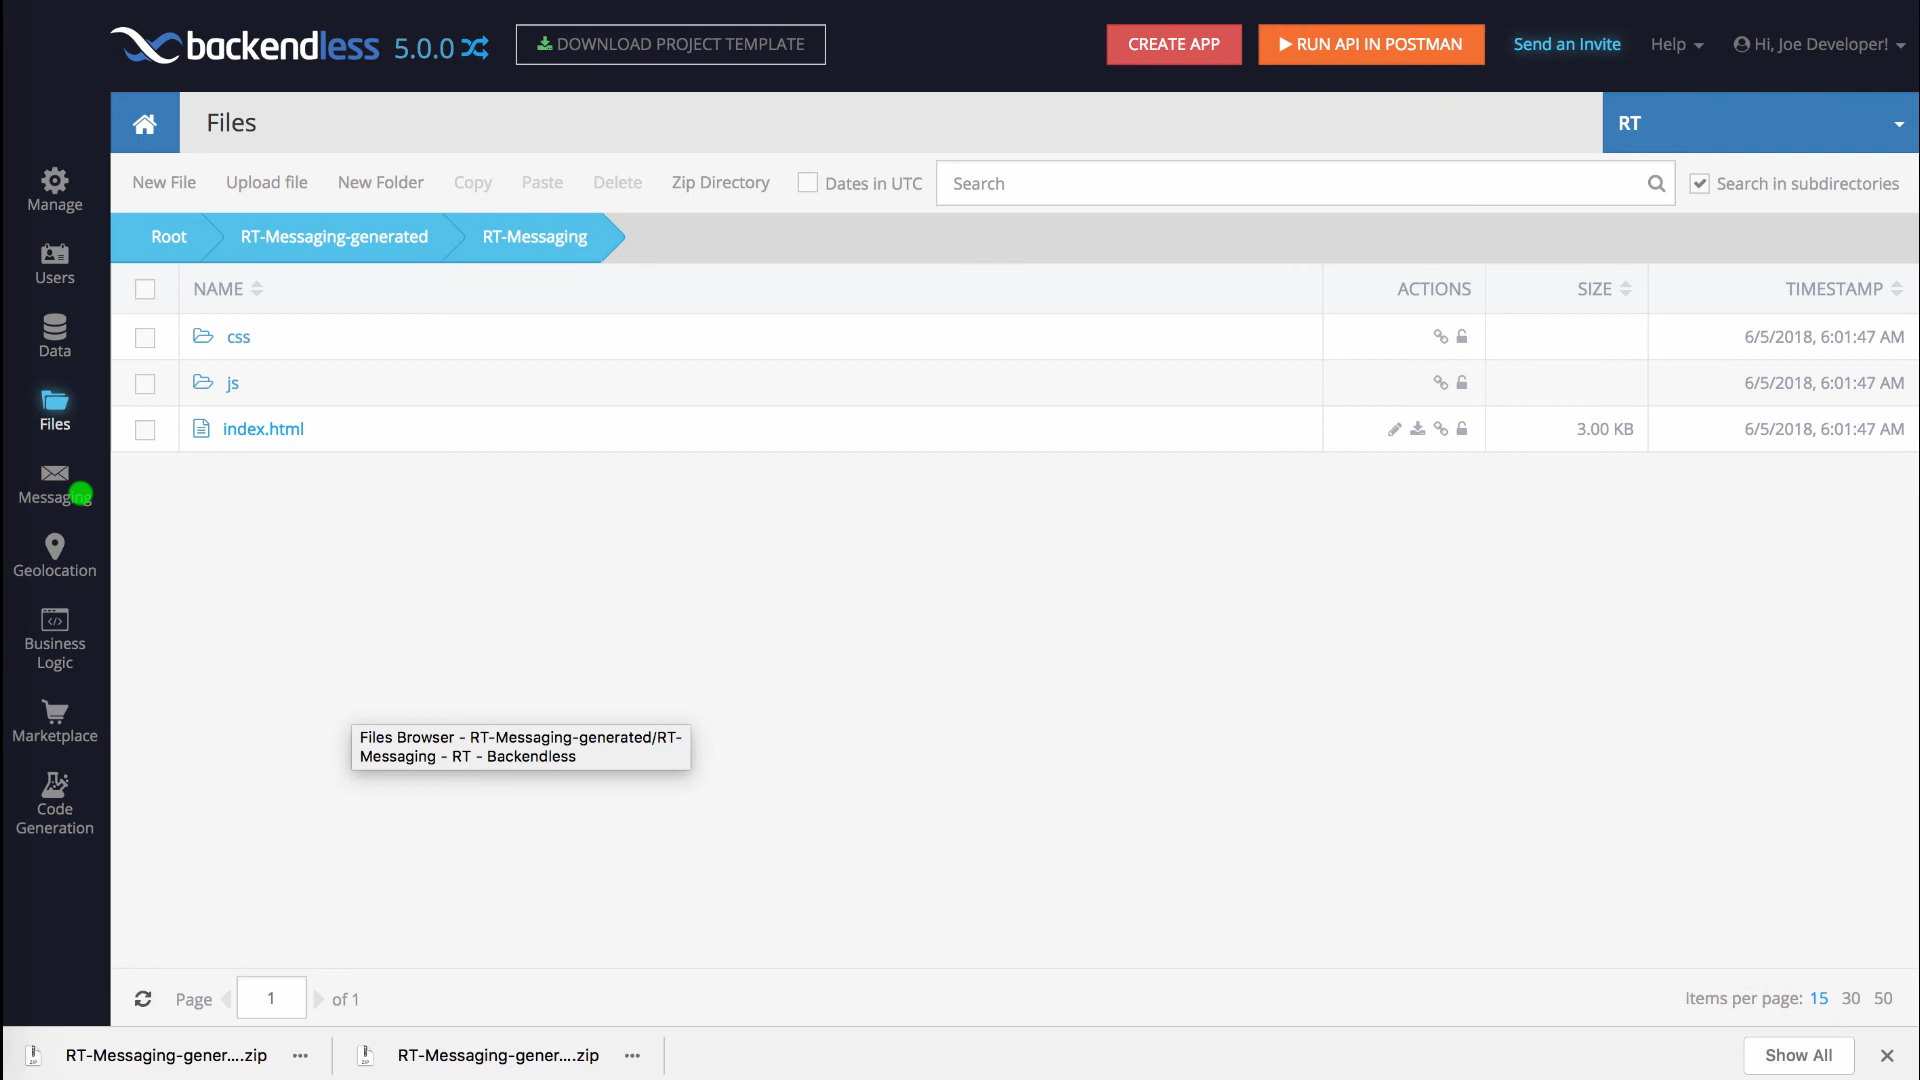 backendless 5.0.0
DOWNLOAD PROJECT TEMPLATE
CREATE APP
RUN API IN POSTMAN
Send an Invite
Help
Hi, Joe Developer!
Files
RT
New File
Upload file
New Folder
Copy
Paste
Delete
Zip Directory
Dates in UTC
Search
Search in subdirectories
Root
RT-Messaging-generated
RT-Messaging
NAME
ACTIONS
SIZE
TIMESTAMP
css
6/5/2018, 6:01:47 AM
js
6/5/2018, 6:01:47 AM
index.html
3.00 KB
6/5/2018, 6:01:47 AM
Manage
Users
Data
Files
Messaging
Geolocation
Business
Logic
Marketplace
Code
Generation
Files Browser - RT-Messaging-generated/RT-
Messaging - RT - Backendless
Page
1
of 1
Items per page: 15 30 50
RT-Messaging-gener....zip
RT-Messaging-gener....zip
Show All